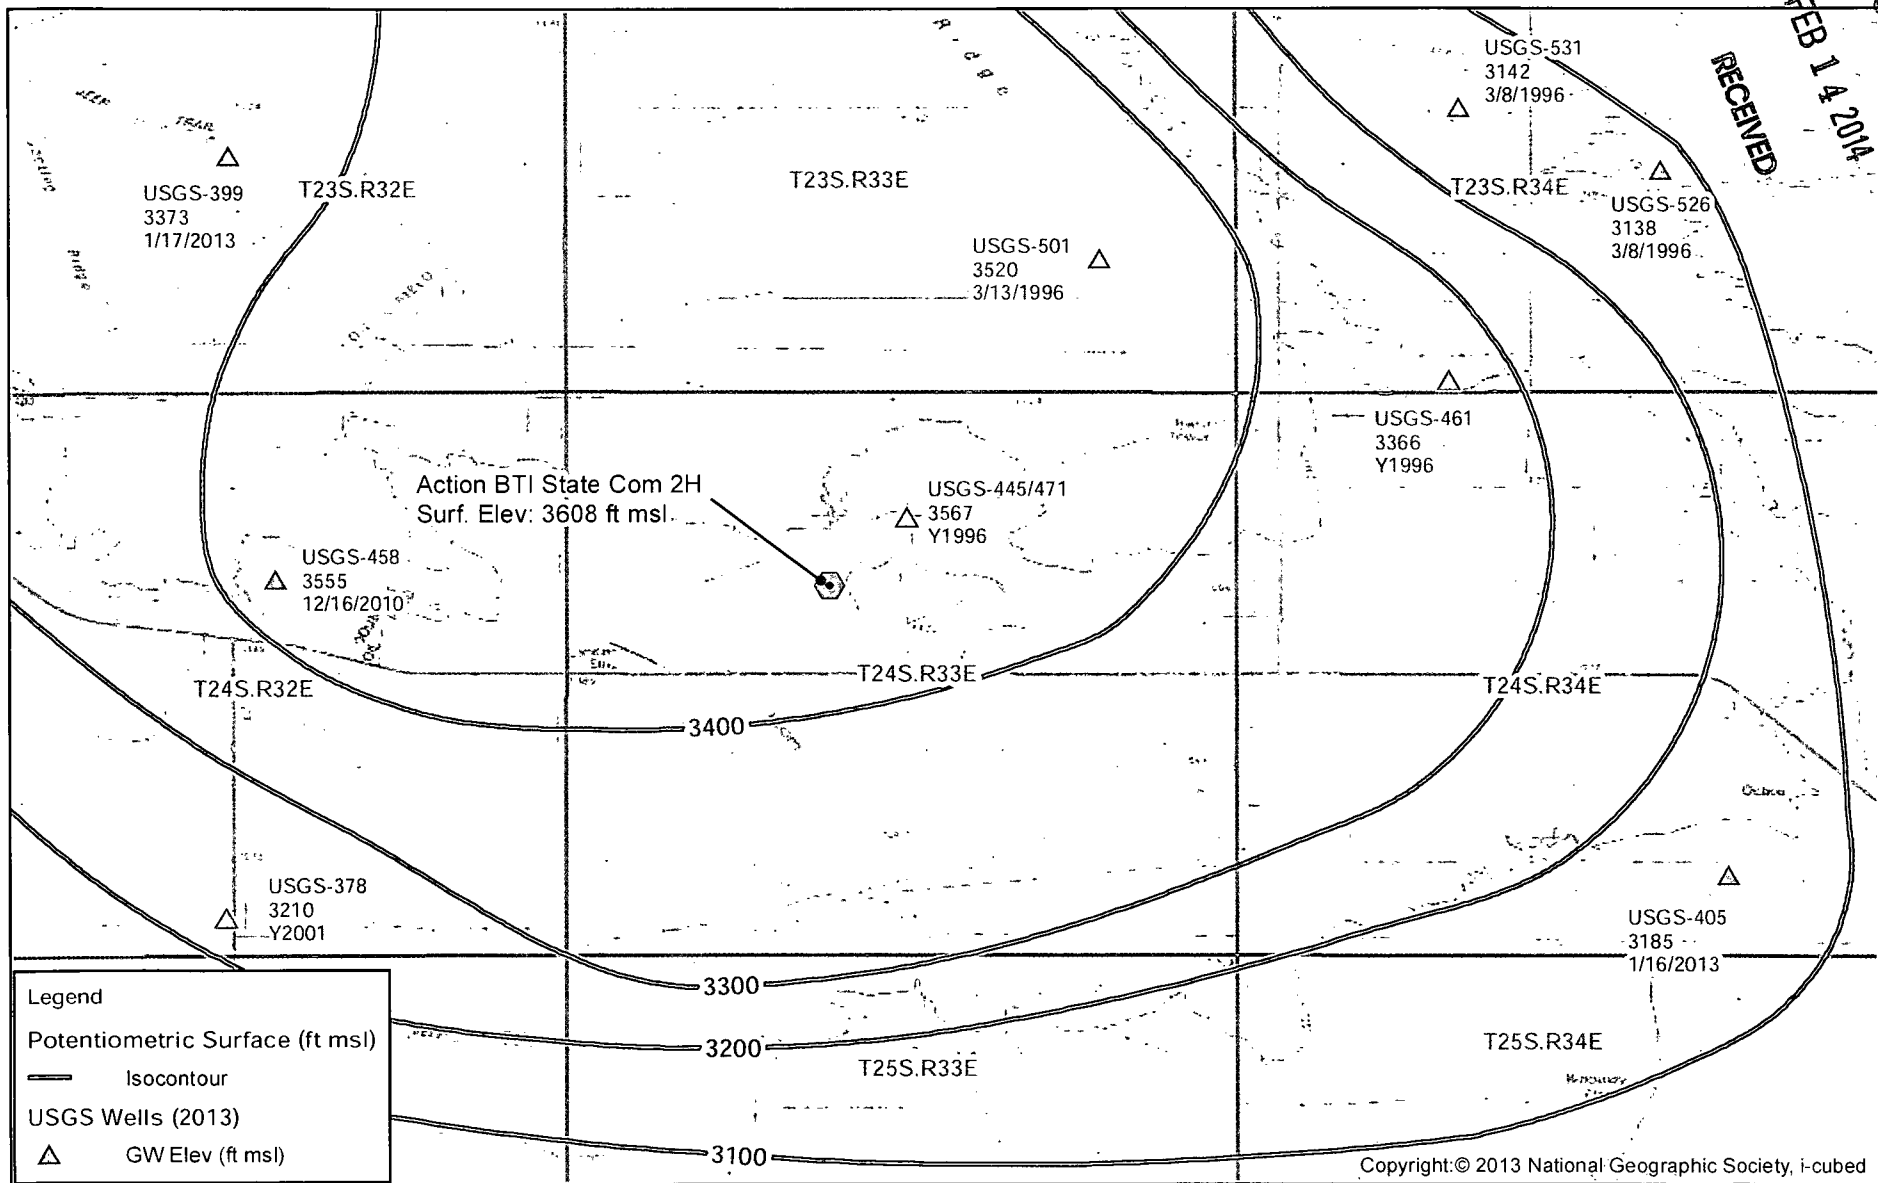 FEB 14 2014
RECEIVED
USGS-531
3142
3/8/1996
USGS-399
3373
1/17/2013
T23S.R32E
T23S.R33E
T23S.R34E
USGS-526
3138
3/8/1996
USGS-501
3520
3/13/1996
USGS-461
3366
Y1996
Action BTI State Com 2H
Surf. Elev: 3608 ft msl
USGS-445/471
3567
Y1996
USGS-458
3555
12/16/2010
T24S.R32E
T24S.R33E
T24S.R34E
3400
USGS-378
3210
Y2001
USGS-405
3185
1/16/2013
3300
3200
T25S.R33E
T25S.R34E
3100
Legend
Potentiometric Surface (ft msl)
Isocontour
USGS Wells (2013)
GW Elev (ft msl)
Copyright:© 2013 National Geographic Society, i-cubed